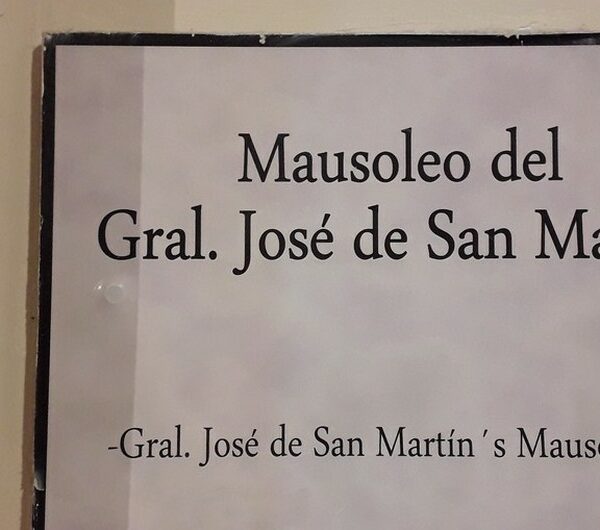 Mausoleo del
Gral. José de San
-Gral. José de San Martín ´s